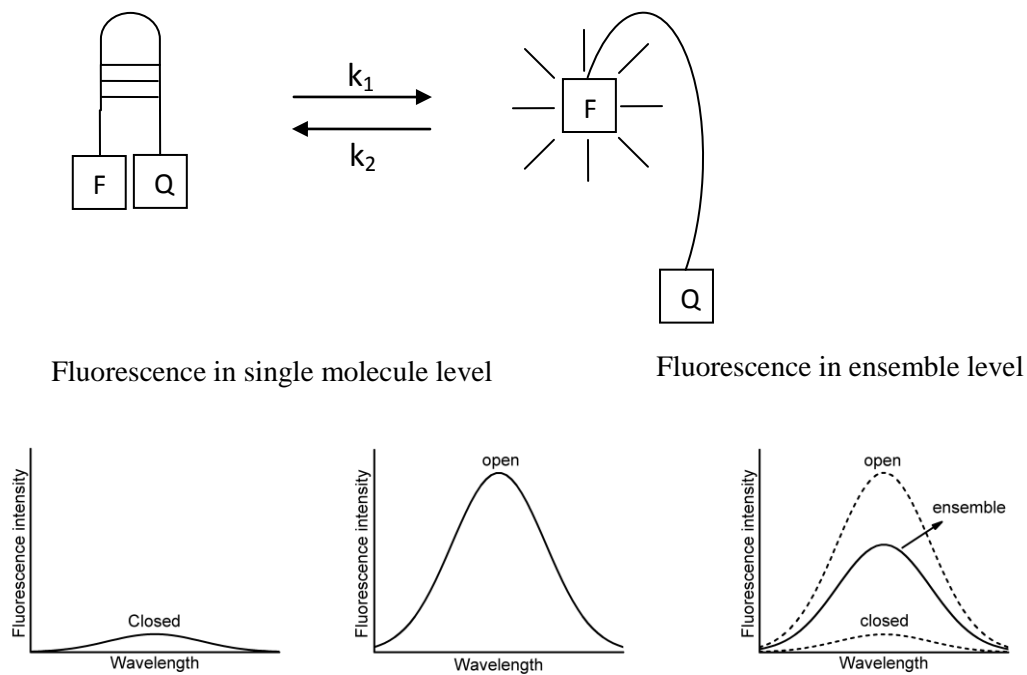 k1
k2
F
Q
F
Q
Fluorescence in single molecule level
Fluorescence in ensemble level
Fluorescence intensity
Closed
Wavelength
Fluorescence intensity
open
Wavelength
Fluorescence intensity
open
ensemble
closed
Wavelength